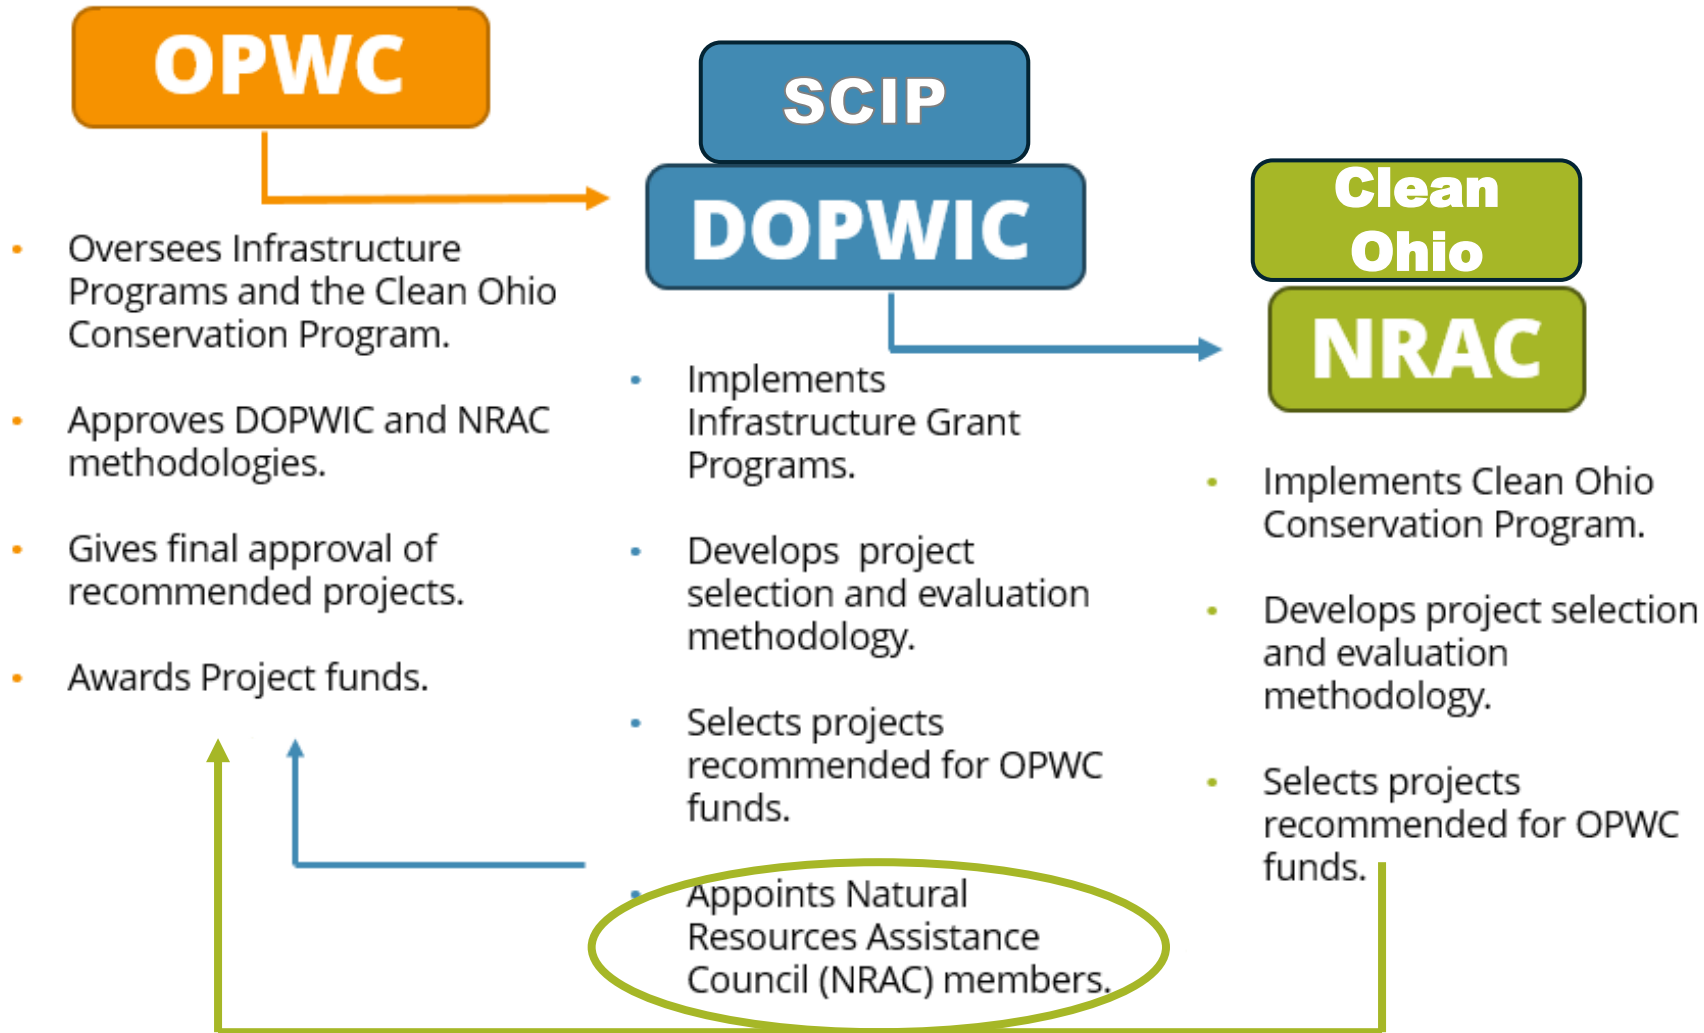 OPWC
• Oversees Infrastructure
Programs and the Clean Ohio
Conservation Program.
• Approves DOPWIC and NRAC
methodologies.
• Gives final approval of
recommended projects.
• Awards Project funds.
SCIP
DOPWIC
• Implements
Infrastructure Grant
Programs.
• Develops  project
selection and evaluation
methodology.
• Selects projects
recommended for OPWC
funds.
• Appoints Natural
Resources Assistance
Council (NRAC) members.
Clean
Ohio
NRAC
• Implements Clean Ohio
Conservation Program.
• Develops project selection
and evaluation
methodology.
• Selects projects
recommended for OPWC
funds.